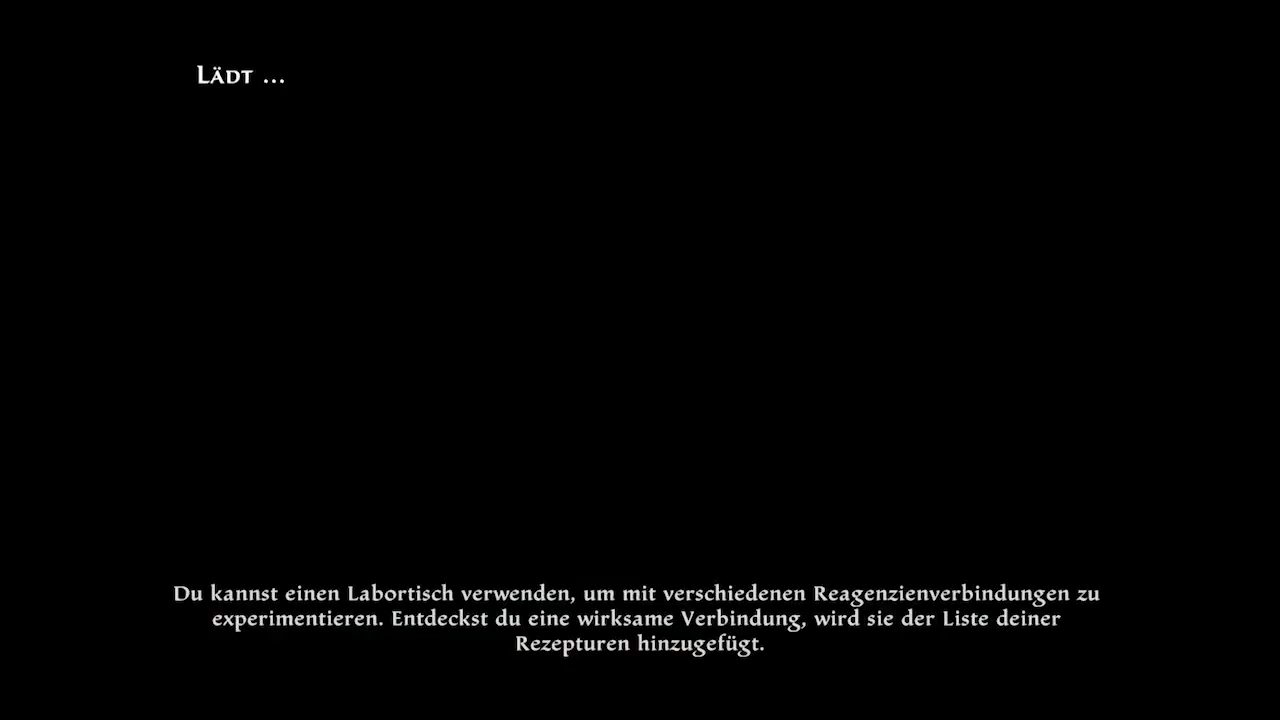 Lädt ...
Du kannst einen Labortisch verwenden, um mit verschiedenen Reagenzienverbindungen zu
experimentieren. Entdeckst du eine wirksame Verbindung, wird sie der Liste deiner
Rezepturen hinzugefügt.